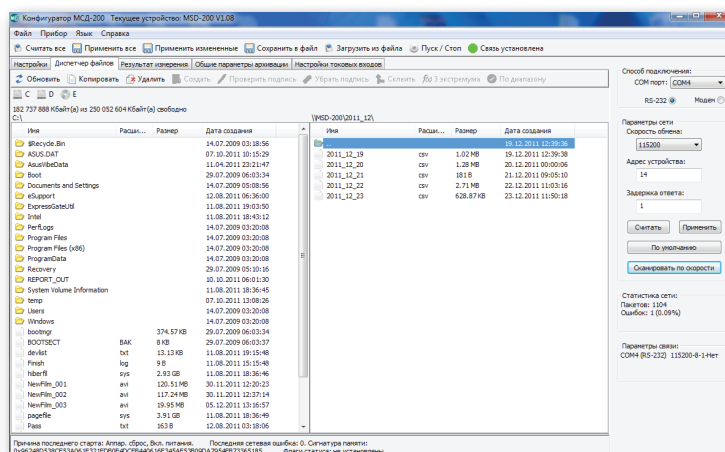 Конфигуратор МСД-200 Текущее устройство: MSD-200 V1.08
Файл Прибор Язык Справка
Считать все Применить все Применить измененные Сохранить в файл Загрузить из файла Пуск / Стоп Связь установлена
Настройки Диспетчер файлов Результат измерения Общие параметры архивации Настройки токовых входов
Обновить Копировать Удалить Создать Проверить подпись Убрать подпись Склеить 3 экстремума По диапазону
C D E
182 737 888 Кбайт(а) из 250 052 604 Кбайт(а) свободно
C:\ \\MSD-200\2011_12\
Имя Расши... Размер Дата создания
$Recycle.Bin 14.07.2009 03:18:56
ASUS.DAT 07.10.2011 10:15:29
AsusVibeData 11.04.2011 23:21:47
Boot 29.07.2009 06:03:34
Documents and Settings 14.07.2009 05:08:56
eSupport 12.08.2011 06:36:00
ExpressGateUtil 11.08.2011 19:03:50
Intel 11.08.2011 18:43:12
PerfLogs 14.07.2009 03:20:08
Program Files 14.07.2009 03:20:08
Program Files (x86) 14.07.2009 03:20:08
ProgramData 14.07.2009 03:20:08
Recovery 29.07.2009 05:10:16
REPORT_OUT 10.10.2011 06:01:30
System Volume Information 11.08.2011 18:36:45
temp 07.10.2011 13:08:26
Users 14.07.2009 03:20:08
Windows 14.07.2009 03:20:08
bootmgr 374.57 KB 29.07.2009 06:03:34
BOOTSECT BAK 8 KB 29.07.2009 06:03:37
devlist txt 13.13 KB 11.08.2011 19:15:48
Finish log 9 B 11.08.2011 15:15:48
hiberfil sys 2.93 GB 11.08.2011 18:36:46
NewFilm_001 avi 120.51 MB 30.11.2011 12:20:23
NewFilm_002 avi 117.24 MB 30.11.2011 12:37:14
NewFilm_003 avi 19.95 MB 05.12.2011 13:16:57
pagefile sys 3.91 GB 11.08.2011 18:36:49
Pass txt 163 B 12.08.2011 03:18:06
Имя Расши... Размер Дата создания
.. 19.12.2011 12:39:36
2011_12_19 csv 1.02 MB 19.12.2011 12:39:38
2011_12_20 csv 1.28 MB 20.12.2011 00:00:06
2011_12_21 csv 181 B 21.12.2011 09:05:10
2011_12_22 csv 2.71 MB 22.12.2011 11:03:16
2011_12_23 csv 628.87 KB 23.12.2011 11:50:18
Способ подключения:
COM порт: COM4
RS-232 Модем
Параметры сети
Скорость обмена:
115200
Адрес устройства:
14
Задержка ответа:
1
Считать Применить
По умолчанию
Сканировать по скорости
Статистика сети:
Пакетов: 1104
Ошибок: 1 (0.09%)
Параметры связи:
COM4 (RS-232) 115200-8-1-Нет
Причина последнего старта: Аппар. сброс, Вкл. питания. Последняя сетевая ошибка: 0. Сигнатура памяти:
Флаги статуса: не установлены